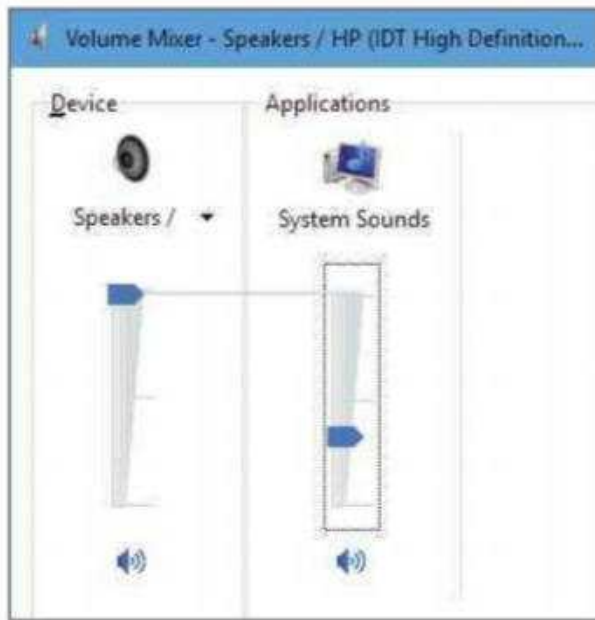 Volume Mixer - Speakers / HP (IDT High Definition...
Device
Applications
Speakers /
System Sounds